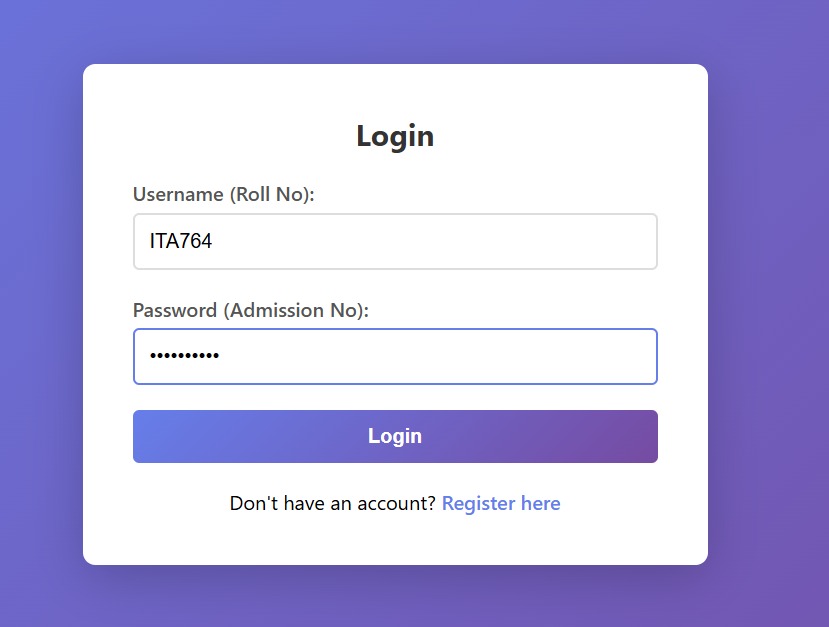 Login
Username (Roll No):
ITA764
Password (Admission No):
••••••••••
Login
Don't have an account? Register here